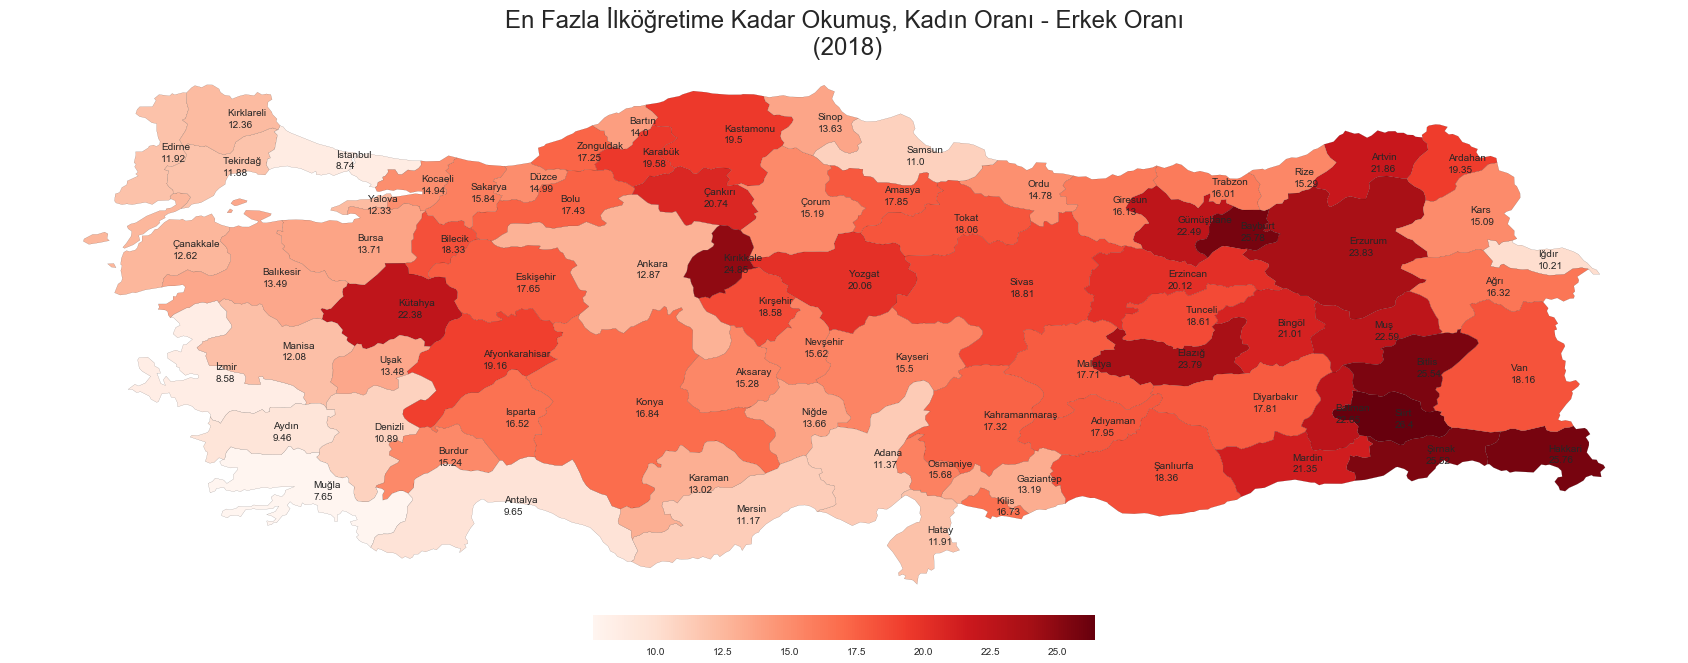 En Fazla İlköğretime Kadar Okumuş, Kadın Oranı - Erkek Oranı
(2018)
Kırklareli
12.36
Edirne
11.92
Tekirdağ
11.88
İstanbul
8.74
Kocaeli
14.94
Yalova
12.33
Sakarya
15.84
Düzce
14.99
Bolu
17.43
Zonguldak
17.25
Bartın
14.0
Karabük
19.58
Kastamonu
19.5
Sinop
13.63
Samsun
11.0
Çankırı
20.74
Çorum
15.19
Amasya
17.85
Tokat
18.06
Ordu
14.78
Giresun
16.13
Trabzon
16.01
Rize
15.29
Artvin
21.86
Ardahan
19.35
Kars
15.09
Iğdır
10.21
Ağrı
16.32
Erzurum
23.83
22.49
Erzincan
20.12
Tunceli
18.61
Bingöl
21.01
Muş
22.59
Van
18.16
Elazığ
23.79
Malatya
17.71
Diyarbakır
17.81
Mardin
21.35
Şanlıurfa
18.36
Adıyaman
17.95
Kahramanmaraş
17.32
Gaziantep
13.19
Kilis
16.73
Osmaniye
15.68
Hatay
11.91
Adana
11.37
Mersin
11.17
Karaman
13.02
Niğde
13.66
Kayseri
15.5
Nevşehir
15.62
Aksaray
15.28
Kırşehir
18.58
Yozgat
20.06
Sivas
18.81
Kırıkkale
Ankara
12.87
Eskişehir
17.65
Bilecik
18.33
Bursa
13.71
Çanakkale
12.62
Balıkesir
13.49
Kütahya
22.38
Manisa
12.08
Uşak
13.48
Afyonkarahisar
19.16
İzmir
8.58
Aydın
9.46
Denizli
10.89
Muğla
7.65
Burdur
15.24
Isparta
16.52
Antalya
9.65
Konya
16.84
10.0 12.5 15.0 17.5 20.0 22.5 25.0